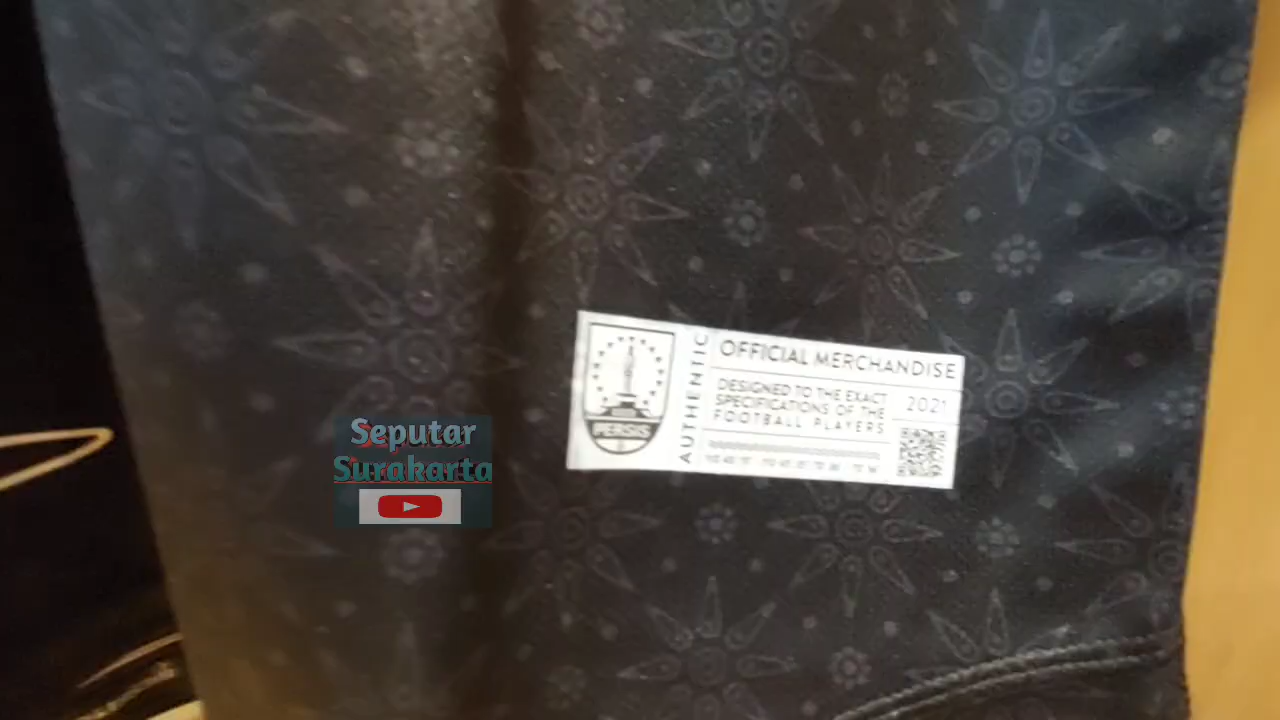 PERSIS
AUTHENTIC
OFFICIAL MERCHANDISE
DESIGNED TO THE EXACT
SPECIFICATIONS OF THE
FOOTBALL PLAYERS
2021
Seputar
Surakarta